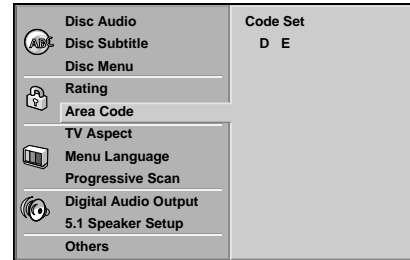 Disc Audio
ABC
Disc Subtitle
Disc Menu
Rating
Area Code
TV Aspect
Menu Language
Progressive Scan
Digital Audio Output
5.1 Speaker Setup
Others
Code Set
D E